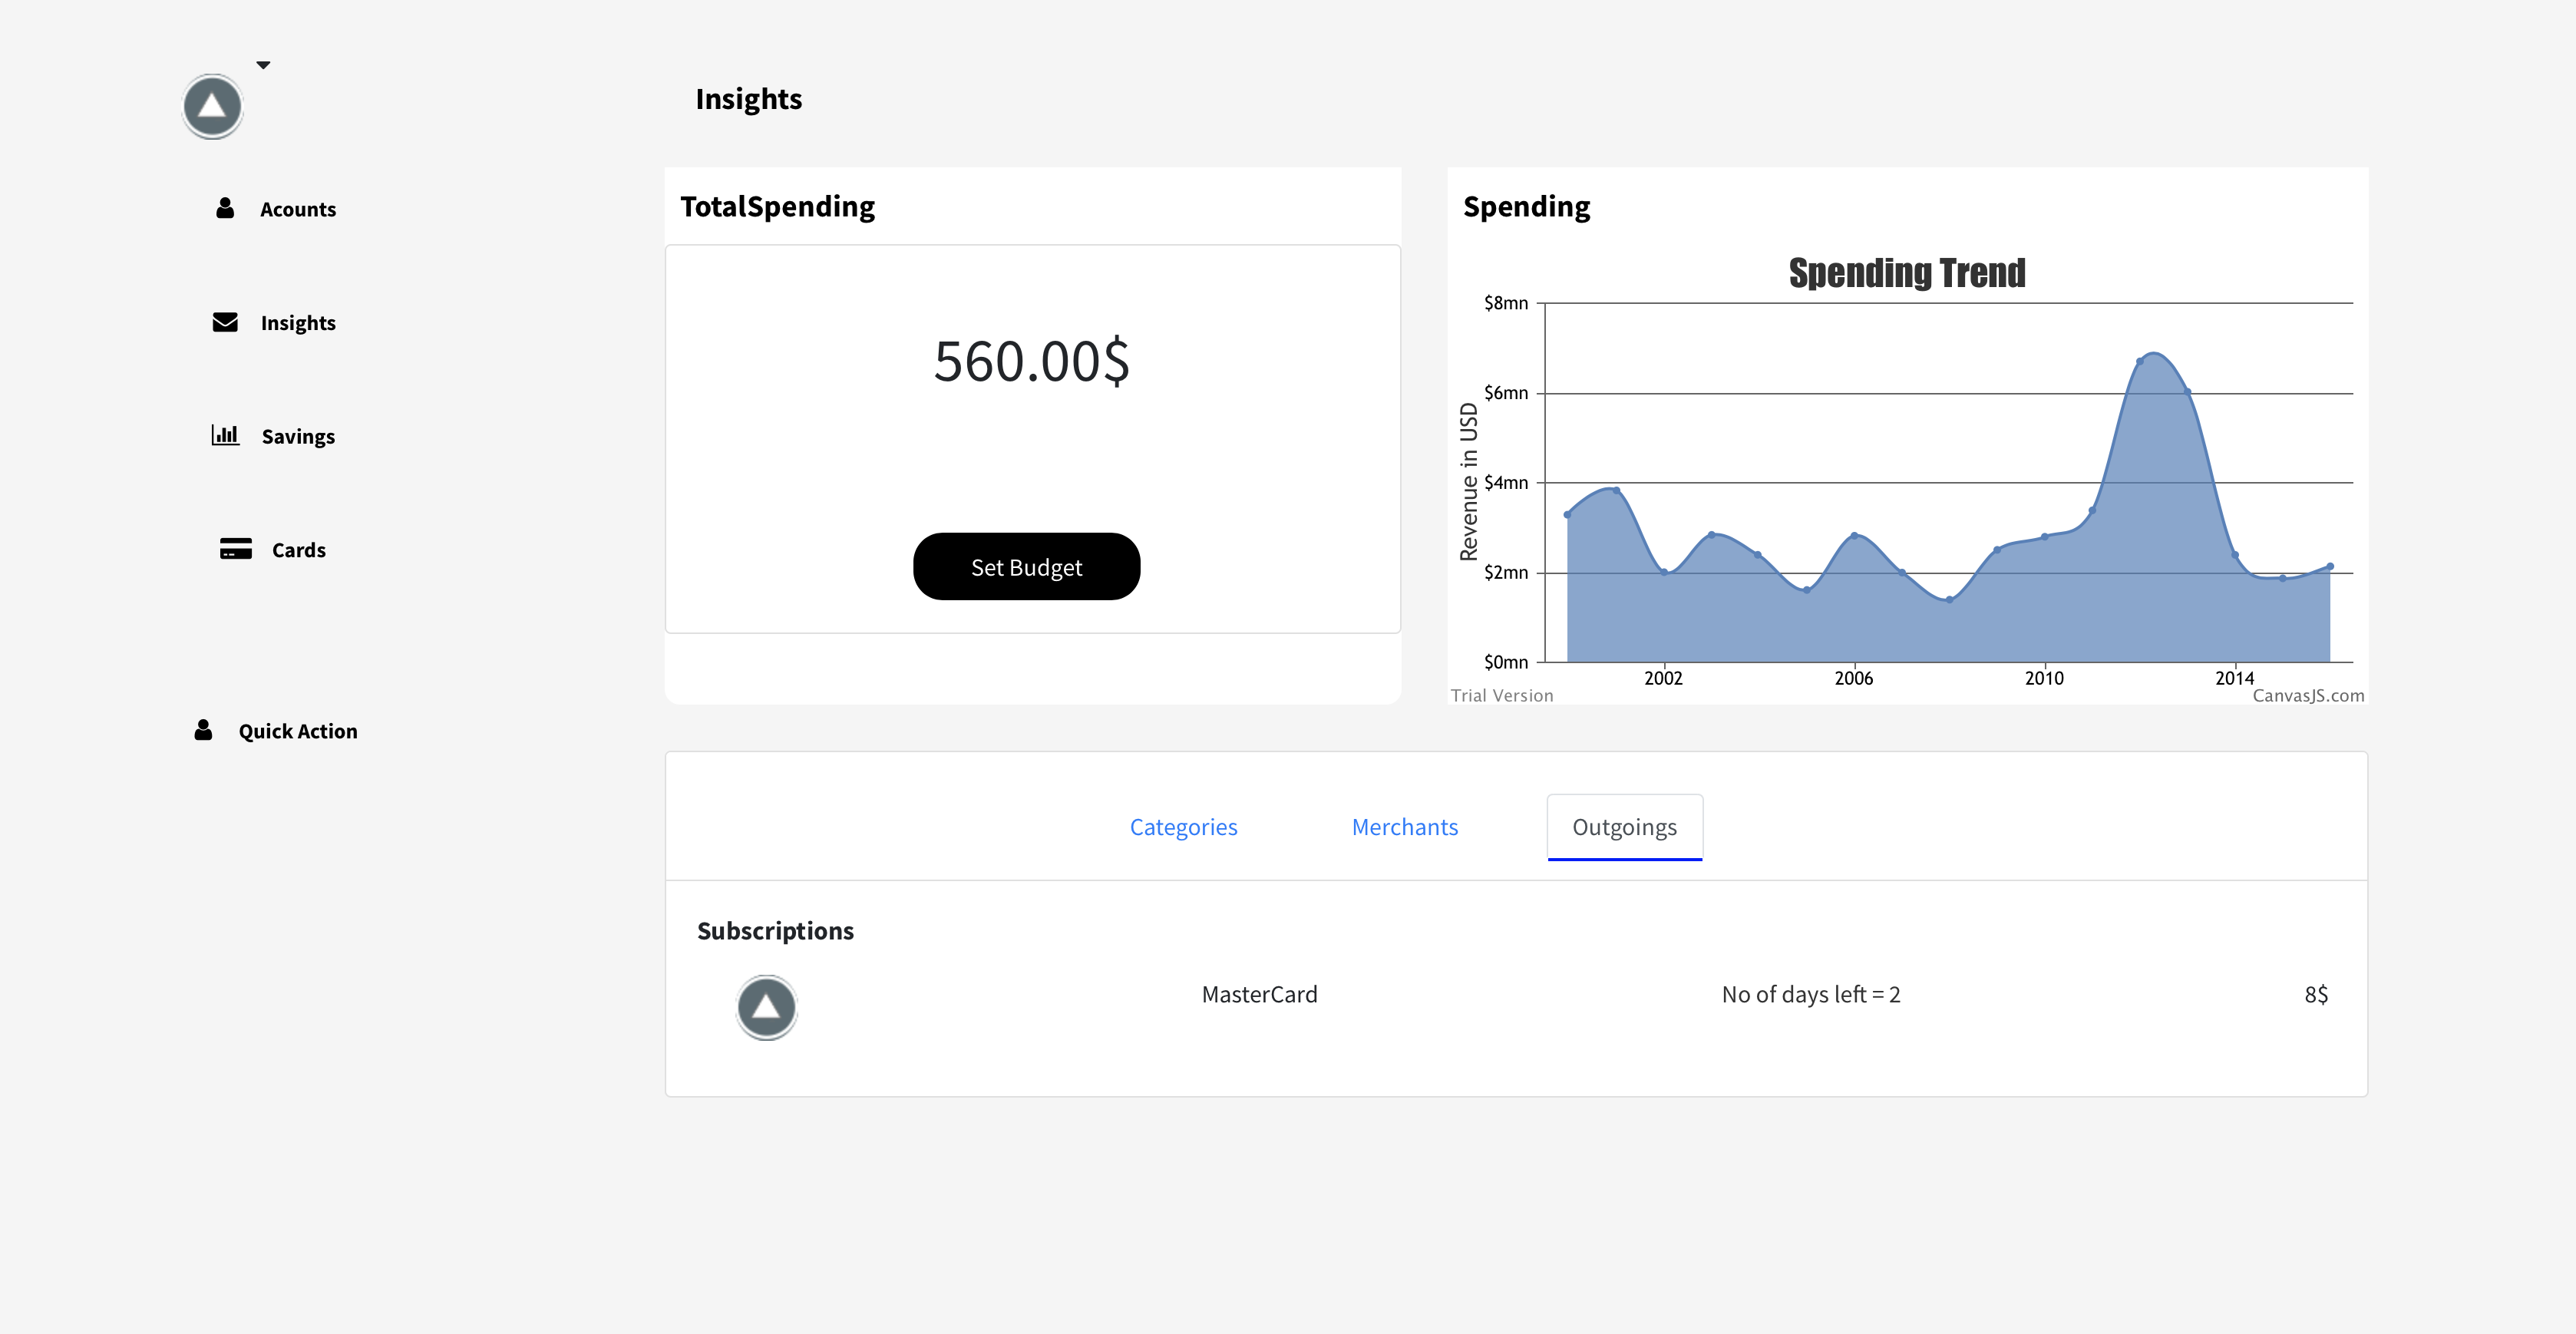 Insights
Acounts
Insights
Savings
Cards
Quick Action
TotalSpending
560.00$
Set Budget
Spending
Spending Trend
Revenue in USD
$8mn
$6mn
$4mn
$2mn
$0mn
2002 2006 2010 2014
Trial Version CanvasJS.com
Categories Merchants Outgoings
Subscriptions
MasterCard No of days left = 2 8$